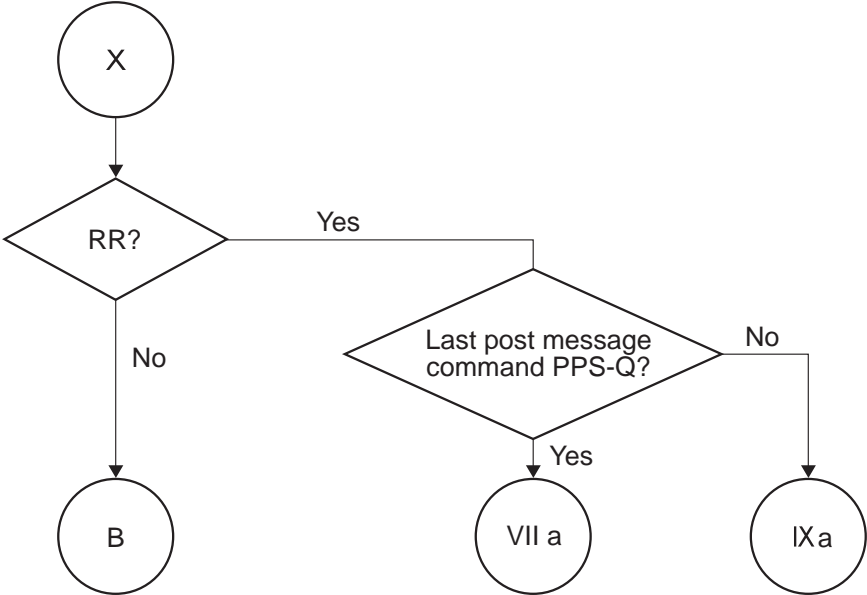 X
RR?
Yes
No
Last post message
command PPS-Q?
No
Yes
B
VII a
IX a